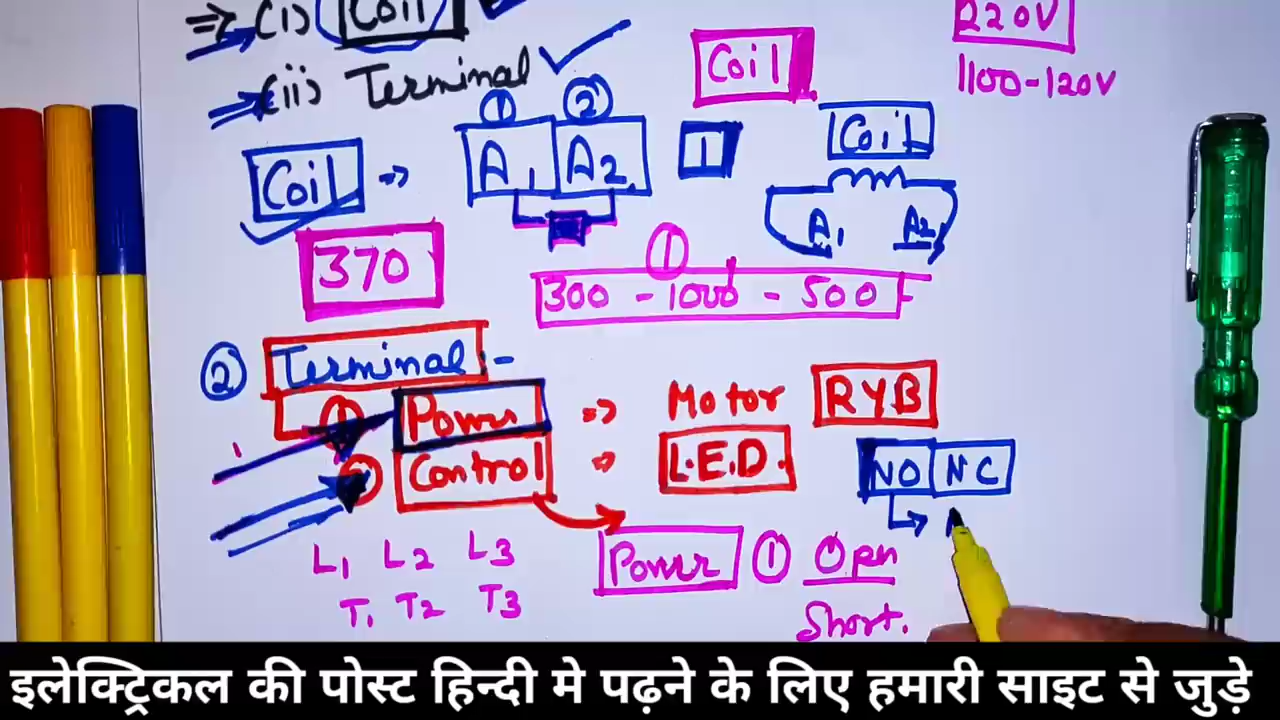 ⇒ (i) Coil
220V
1100-120V
⇒ (ii) Terminal
Coil
① ②
Coil ⇒ A1 A2 1
Coil
A1 A2
370
①
300 - 1000 - 500
② Terminal :-
① Power ⇒ Motor RYB
Control ⇒ L.E.D.
NO NC
L1 L2 L3
T1 T2 T3
Power ① Open
Short.
इलेक्ट्रिकल की पोस्ट हिन्दी मे पढ़ने के लिए हमारी साइट से जुड़े